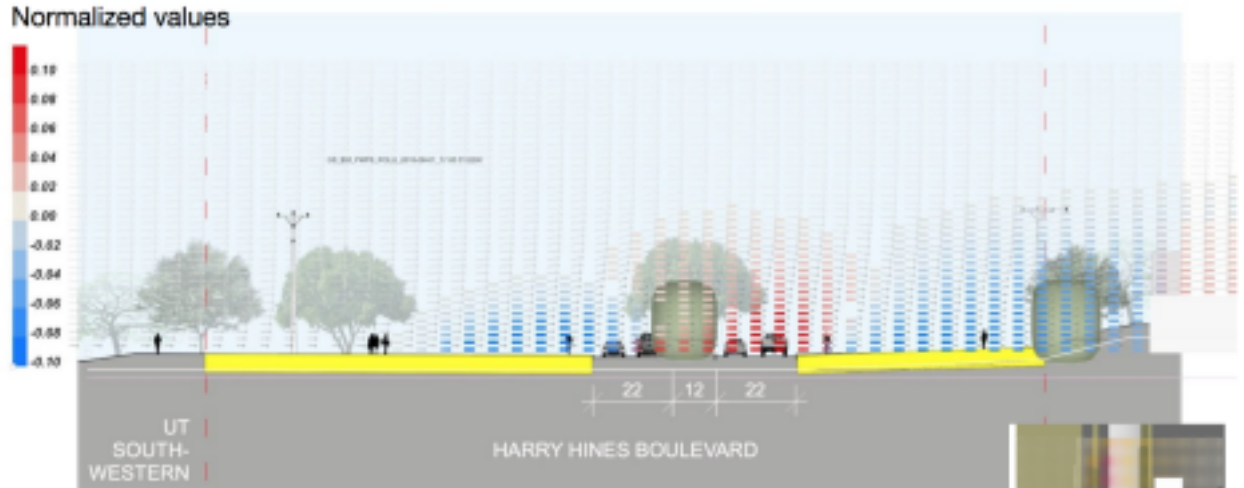 Normalized values
0.10
0.08
0.06
0.04
0.02
0.00
-0.02
-0.04
-0.06
-0.08
-0.10
22
12
22
UT
SOUTH-
WESTERN
HARRY HINES BOULEVARD